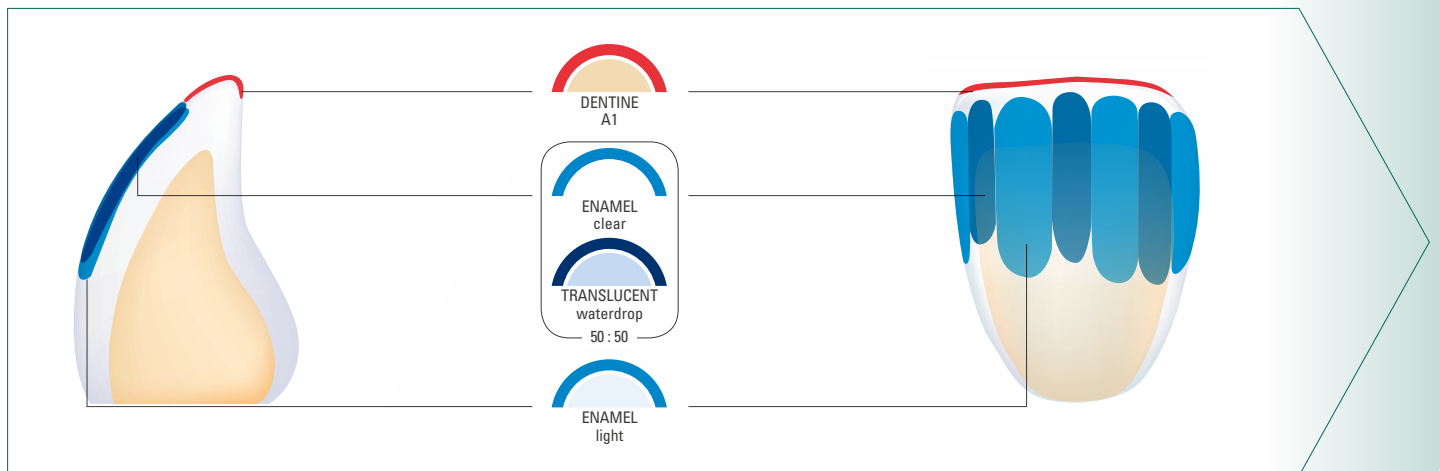 DENTINE
A1
ENAMEL
clear
TRANSLUCENT
waterdrop
50 : 50
ENAMEL
light